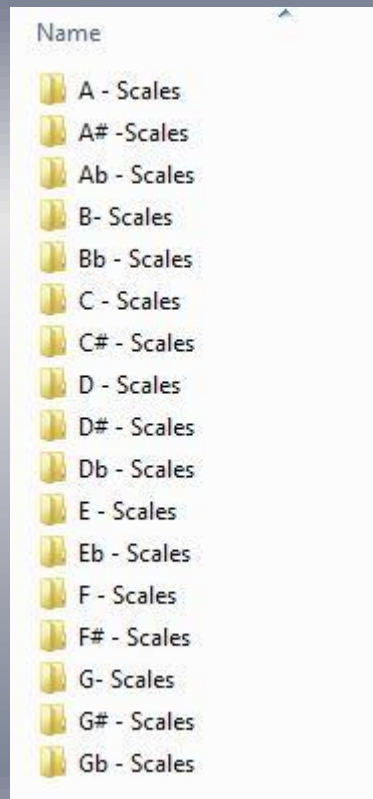 Name
A - Scales
A# -Scales
Ab - Scales
B- Scales
Bb - Scales
C - Scales
C# - Scales
D - Scales
D# - Scales
Db - Scales
E - Scales
Eb - Scales
F - Scales
F# - Scales
G- Scales
G# - Scales
Gb - Scales